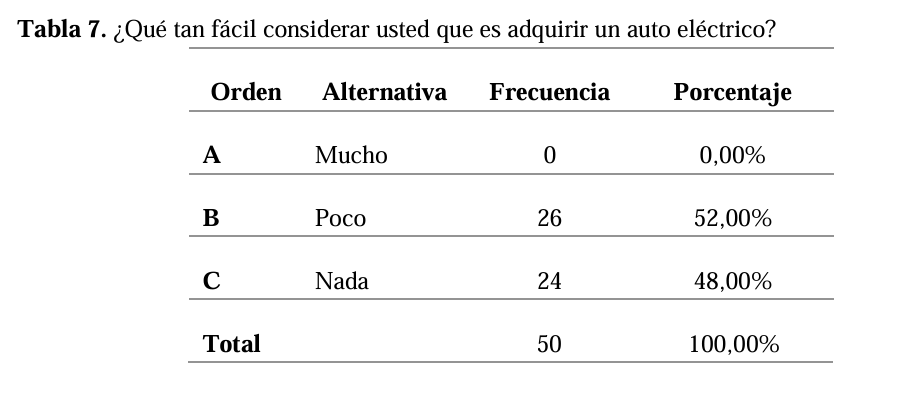 Tabla 7. ¿Qué tan fácil considerar usted que es adquirir un auto eléctrico?
Orden Alternativa Frecuencia Porcentaje
A Mucho 0 0,00%
B Poco 26 52,00%
C Nada 24 48,00%
Total 50 100,00%